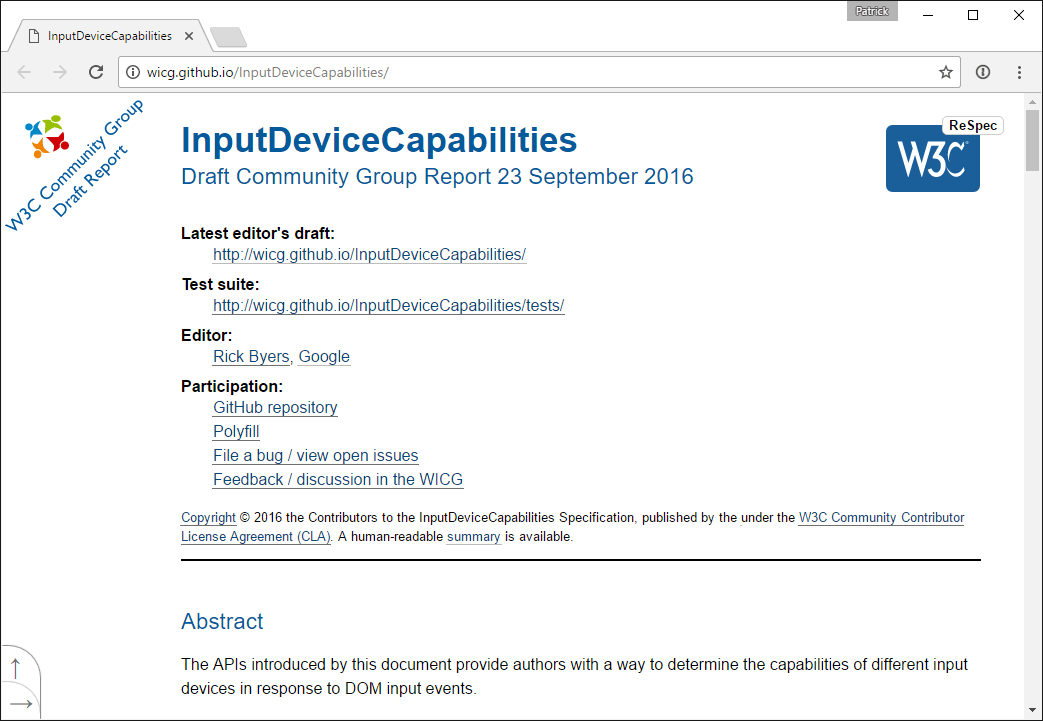 Patrick
InputDeviceCapabilities
wicg.github.io/InputDeviceCapabilities/
W3C Community Group
Draft Report
InputDeviceCapabilities
ReSpec
W3C
Draft Community Group Report 23 September 2016
Latest editor's draft:
http://wicg.github.io/InputDeviceCapabilities/
Test suite:
http://wicg.github.io/InputDeviceCapabilities/tests/
Editor:
Rick Byers, Google
Participation:
GitHub repository
Polyfill
File a bug / view open issues
Feedback / discussion in the WICG
Copyright © 2016 the Contributors to the InputDeviceCapabilities Specification, published by the under the W3C Community Contributor
License Agreement (CLA). A human-readable summary is available.
Abstract
The APIs introduced by this document provide authors with a way to determine the capabilities of different input
devices in response to DOM input events.